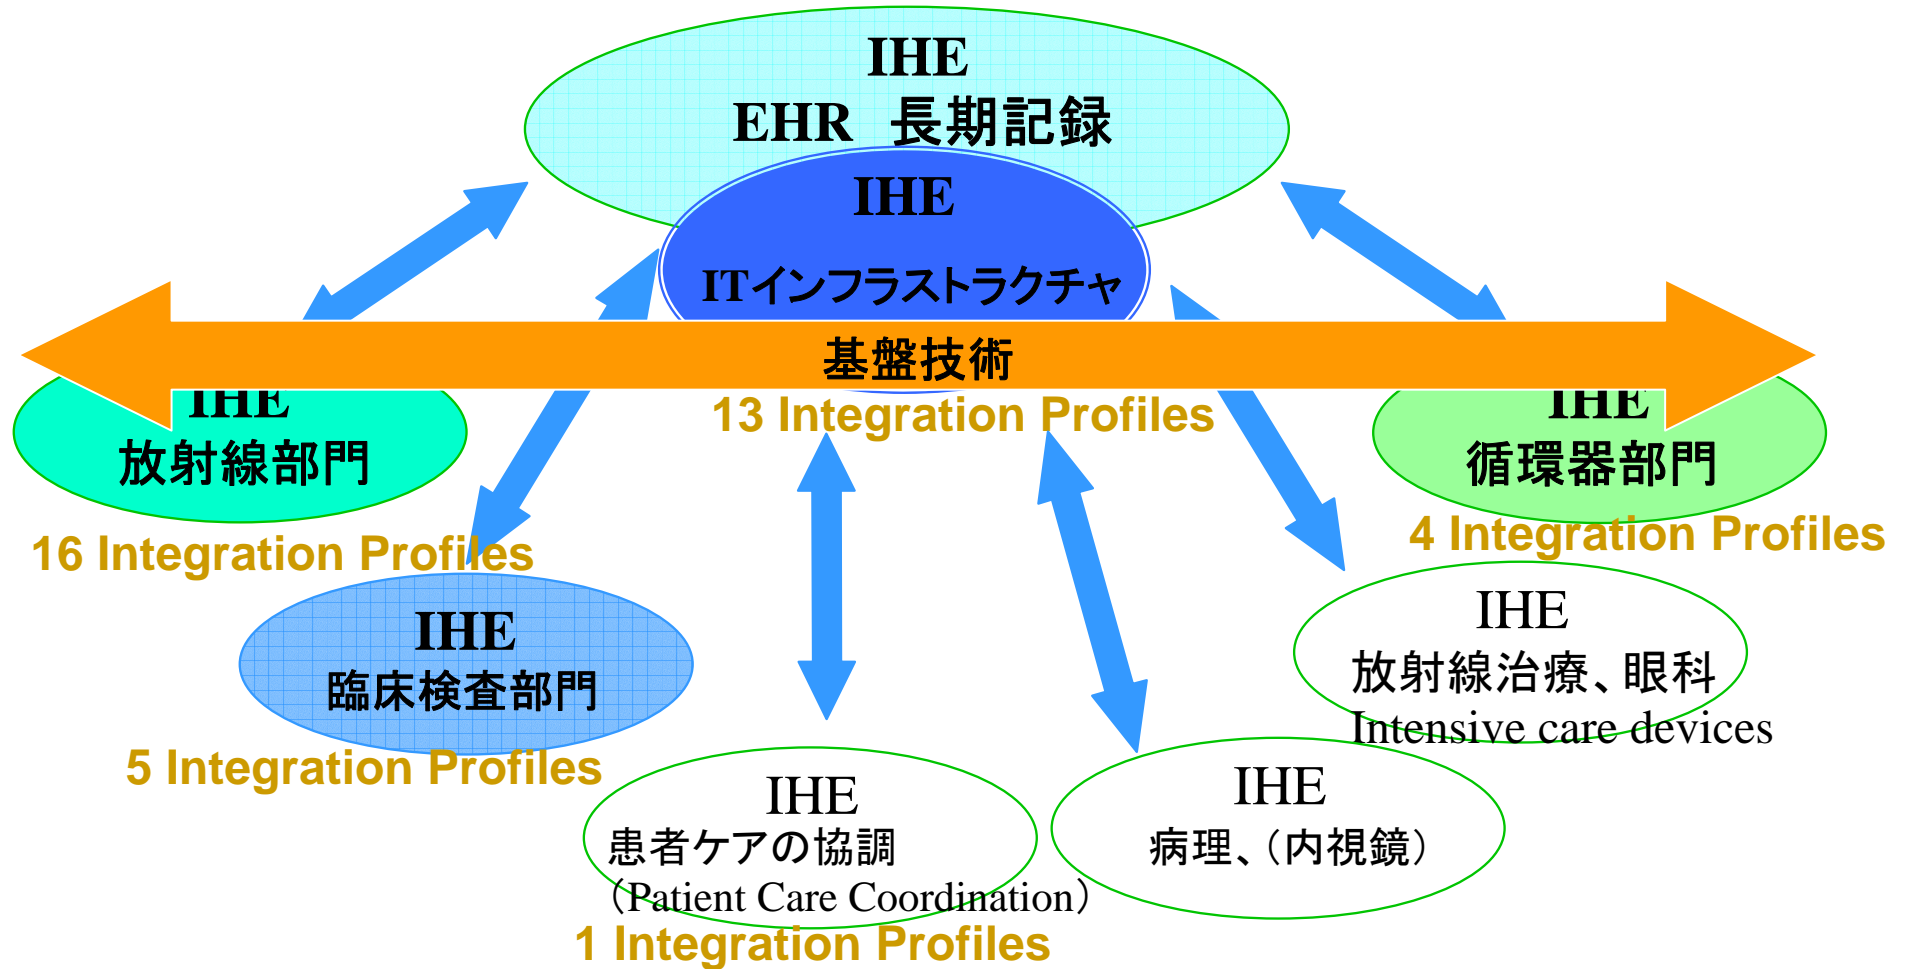 IHE
EHR 長期記録
IHE
ITインフラストラクチャ
基盤技術
13 Integration Profiles
IHE
放射線部門
16 Integration Profiles
IHE
循環器部門
4 Integration Profiles
IHE
臨床検査部門
5 Integration Profiles
IHE
放射線治療、眼科
Intensive care devices
IHE
患者ケアの協調
（Patient Care Coordination）
1 Integration Profiles
IHE
病理、（内視鏡）